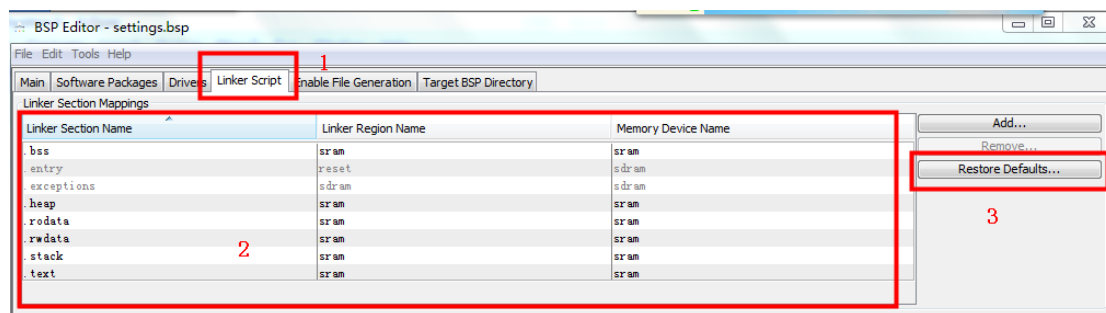 BSP Editor - settings.bsp
File Edit Tools Help
1
Main Software Packages Drivers Linker Script Enable File Generation Target BSP Directory
Linker Section Mappings
Linker Section Name Linker Region Name Memory Device Name Add...
.bss sram sram Remove...
.entry reset sdram Restore Defaults...
.exceptions sdram sdram
.heap sram sram
.rodata sram sram 3
.rwdata sram sram
2
.stack sram sram
.text sram sram